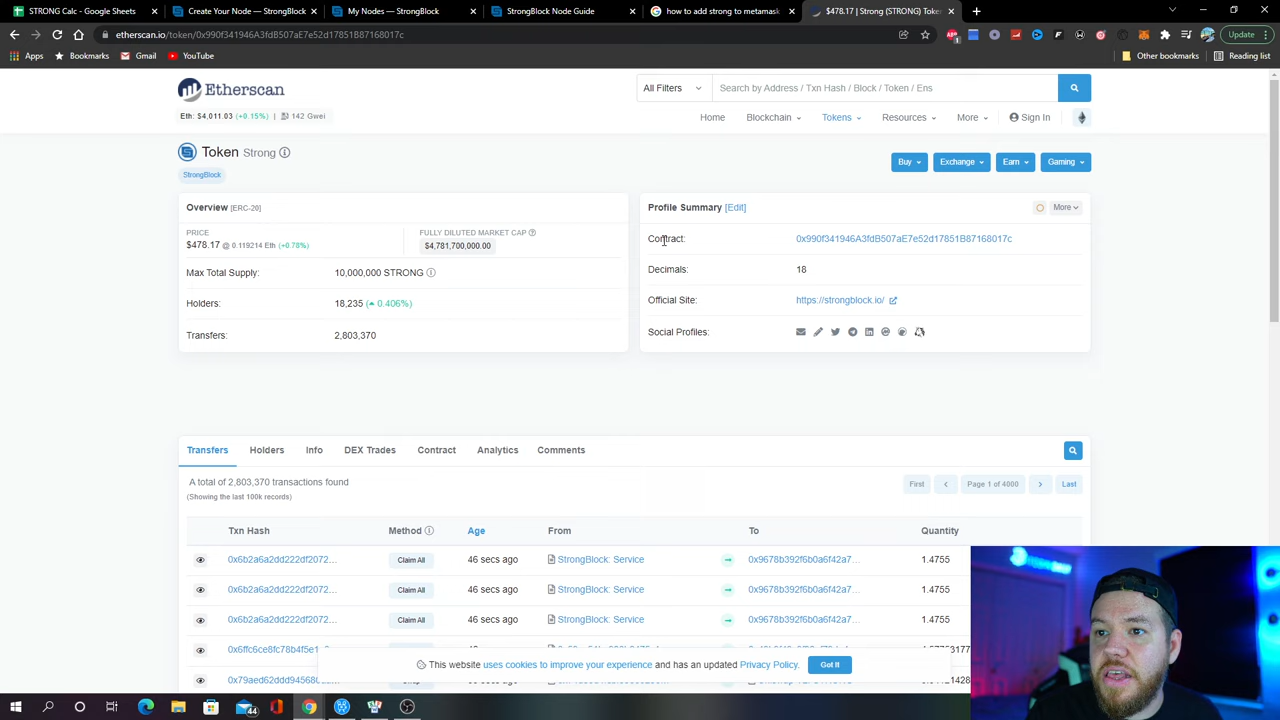 STRONG Calc - Google Sheets
Create Your Node — StrongBlock
My Nodes — StrongBlock
StrongBlock Node Guide
how to add strong to metamask
$478.17 | Strong (STRONG) Token
etherscan.io/token/0x990f341946a3fdb507ae7e52d17851b87168017c
Update
Apps
Bookmarks
Gmail
YouTube
Other bookmarks
Reading list
Etherscan
All Filters
Search by Address / Txn Hash / Block / Token / Ens
Eth: $4,011.03 (+0.15%) | 142 Gwei
Home
Blockchain
Tokens
Resources
More
Sign In
Token Strong
StrongBlock
Buy
Exchange
Earn
Gaming
Overview [ERC-20]
PRICE
$478.17 @ 0.119214 Eth (+0.78%)
FULLY DILUTED MARKET CAP
$4,781,700,000.00
Max Total Supply: 10,000,000 STRONG
Holders: 18,235 (0.406%)
Transfers: 2,803,370
Profile Summary [Edit]
More
Contract: 0x990f341946A3fdB507aE7e52d17851B87168017c
Decimals: 18
Official Site: https://strongblock.io/
Social Profiles:
Transfers
Holders
Info
DEX Trades
Contract
Analytics
Comments
A total of 2,803,370 transactions found
(Showing the last 100k records)
First
Page 1 of 4000
Last
Txn Hash Method Age From To Quantity
0x6b2a6a2dd222df2072... Claim All 46 secs ago StrongBlock: Service 0x9678b392f6b0a6f42a7... 1.4755
0x6b2a6a2dd222df2072... Claim All 46 secs ago StrongBlock: Service 0x9678b392f6b0a6f42a7... 1.4755
0x6b2a6a2dd222df2072... Claim All 46 secs ago StrongBlock: Service 0x9678b392f6b0a6f42a7... 1.4755
This website uses cookies to improve your experience and has an updated Privacy Policy.
Got It